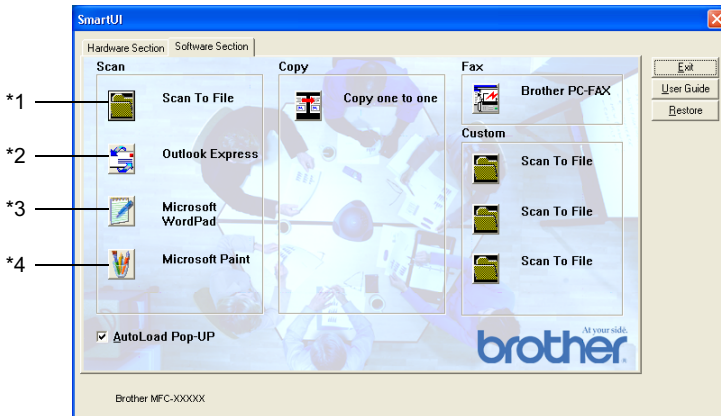 SmartUI
Hardware Section
Software Section
Scan
Copy
Fax
*1
Scan To File
Copy one to one
Brother PC-FAX
Exit
User Guide
Restore
Custom
*2
Outlook Express
Scan To File
*3
Microsoft
WordPad
Scan To File
*4
Microsoft Paint
Scan To File
AutoLoad Pop-UP
At your side.
brother
Brother MFC-XXXXX